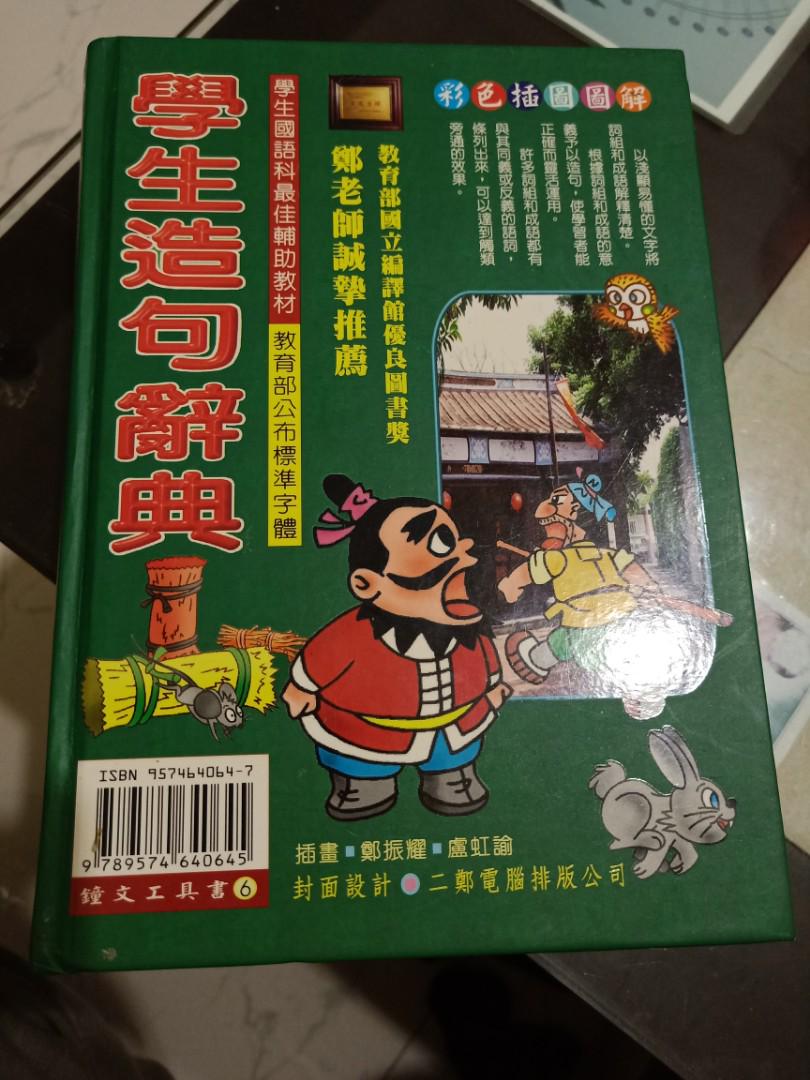 彩色插圖圖解
以淺顯易懂的文字將
詞組和成語解釋清楚。
根據詞組和成語的意
義予以造句，使學習者能
正確而靈活運用。
許多詞組和成語都有
與其同義或反義的語詞，
條列出來，可以達到觸類
旁通的效果。
教育部國立編譯館優良圖書獎
鄭老師誠摯推薦
學生國語科最佳輔助教材
教育部公布標準字體
學生造句辭典
ISBN 957464064-7
9 789574 640645
鐘文工具書6
插畫▪鄭振耀▪盧虹諭
封面設計●二鄭電腦排版公司